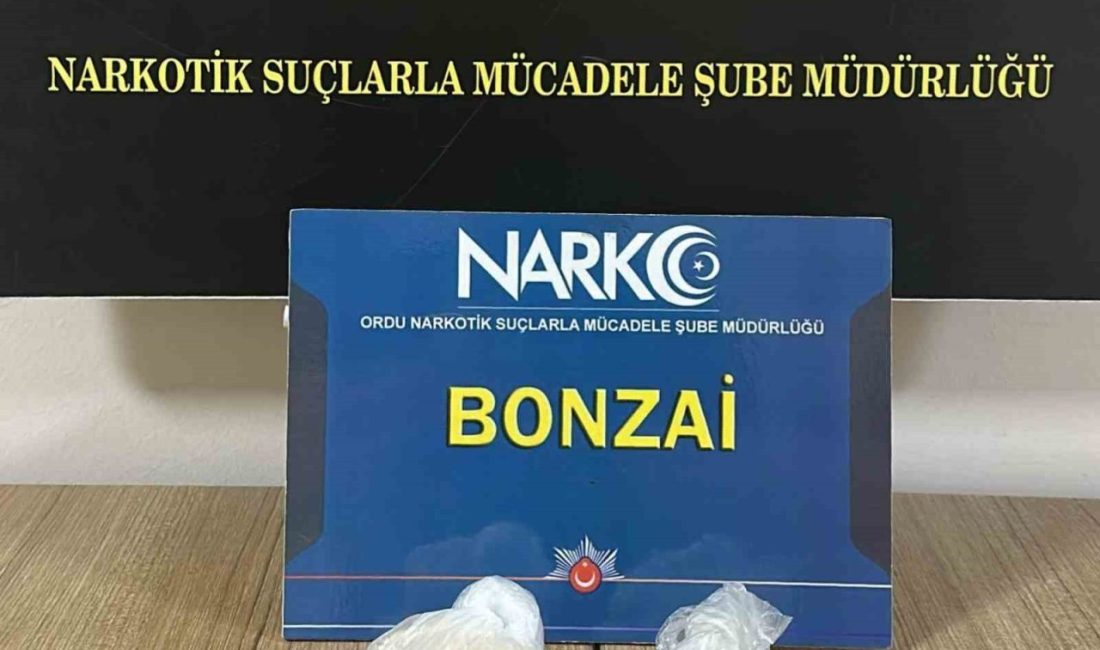 NARKOTİK SUÇLARLA MÜCADELE ŞUBE MÜDÜRLÜĞÜ
NARKO
ORDU NARKOTİK SUÇLARLA MÜCADELE ŞUBE MÜDÜRLÜĞÜ
BONZAİ